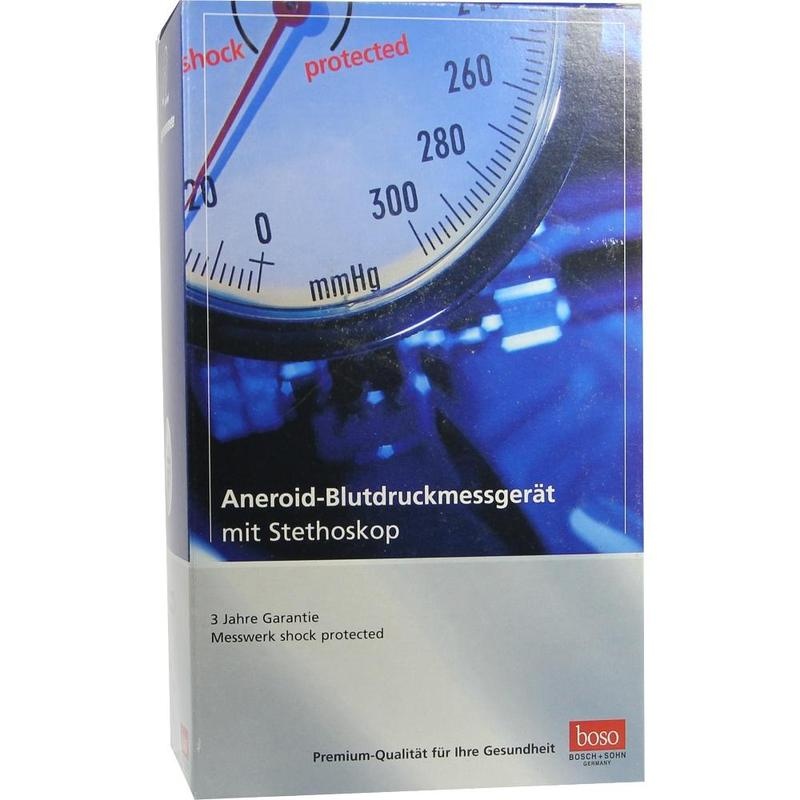 240
shock protected
260
280
20
0
300
mmHg
Aneroid-Blutdruckmessgerät
mit Stethoskop
3 Jahre Garantie
Messwerk shock protected
Premium-Qualität für Ihre Gesundheit
boso
BOSCH + SOHN
GERMANY